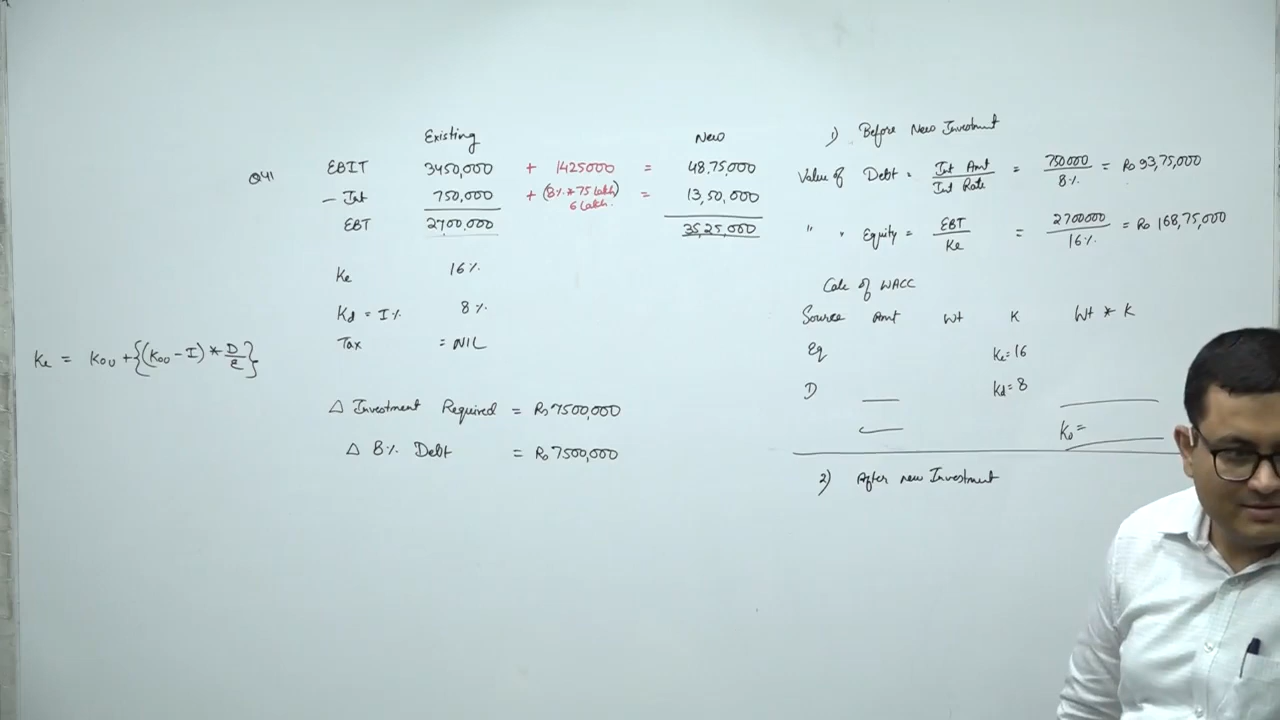 Existing New
Q41 EBIT 3450,000 + 1425000 = 48,75,000
- Int 750,000 + (8% * 75 Lakh) = 13,50,000
6 Lakh.
EBT 2700,000 35,25,000
Ke 16%
Kd = I% 8%
Tax = NIL
Ke = Kou + {(Kou - I) * D/E}
Δ Investment Required = Rs 7500,000
Δ 8% Debt = Rs 7500,000
1) Before New Investment
Value of Debt = Int Amt / Int Rate = 750000 / 8% = Rs 93,75,000
" " Equity = EBT / Ke = 2700000 / 16% = Rs 168,75,000
Calc of WACC
Source Amt Wt K Wt * K
Eq Ke = 16
D Kd = 8
Ko =
2) After new Investment